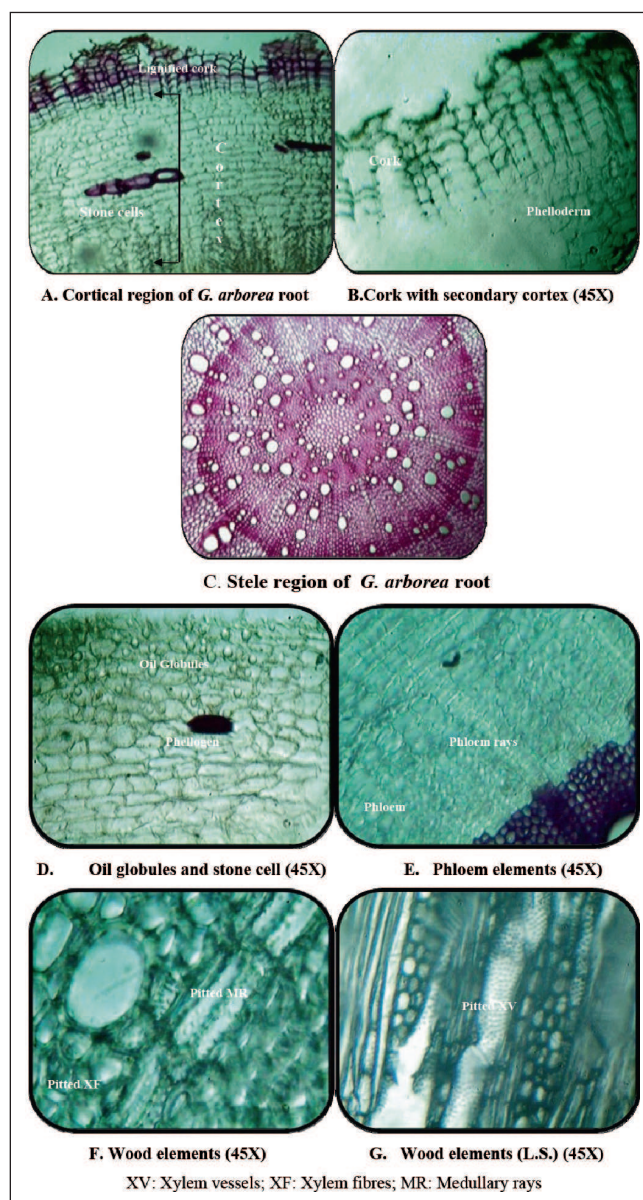 Lignified cork
Stone cells
Cortex
A. Cortical region of G. arborea root
Cork
Phelloderm
B.Cork with secondary cortex (45X)
C. Stele region of G. arborea root
Oil Globules
Phellogen
D. Oil globules and stone cell (45X)
Phloem rays
Phloem
E. Phloem elements (45X)
Pitted MR
Pitted XF
F. Wood elements (45X)
Pitted XV
G. Wood elements (L.S.) (45X)
XV: Xylem vessels; XF: Xylem fibres; MR: Medullary rays